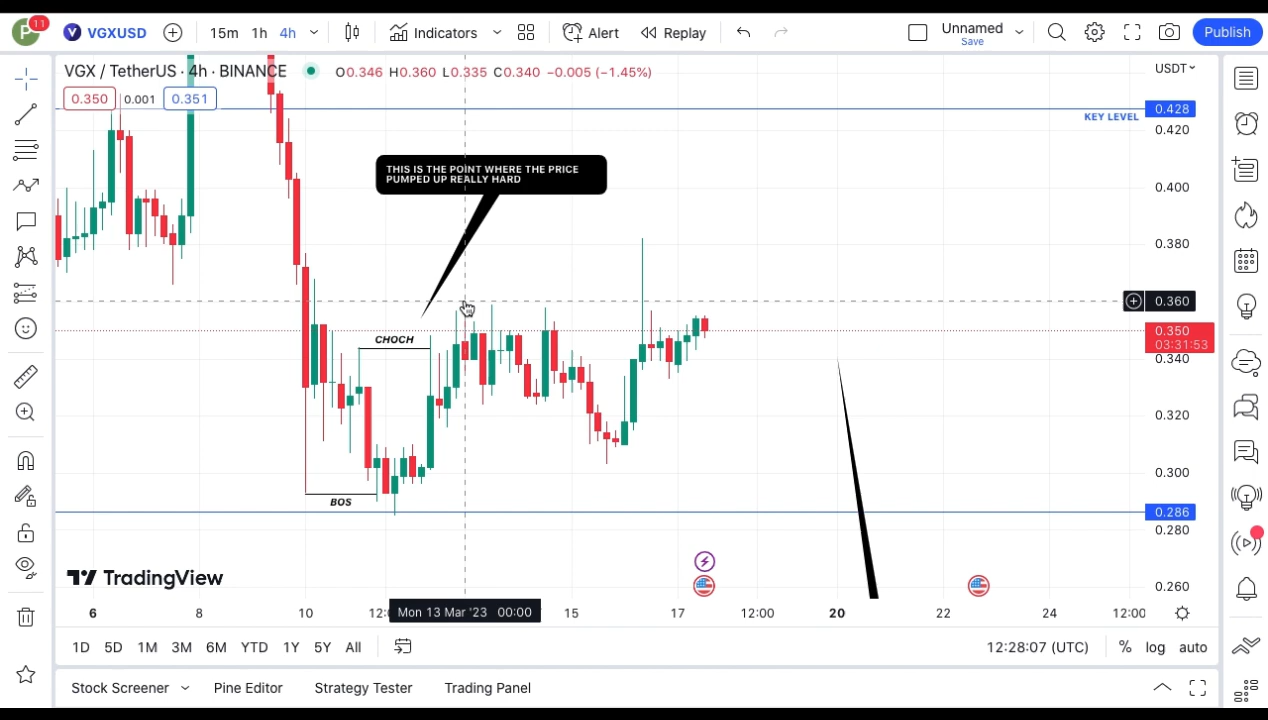 P 11 VGXUSD 15m 1h 4h Indicators Alert Replay Unnamed Save Publish
VGX / TetherUS · 4h · BINANCE O0.346 H0.360 L0.335 C0.340 −0.005 (−1.45%) USDT
0.350 0.001 0.351
0.428
KEY LEVEL
0.420
THIS IS THE POINT WHERE THE PRICE
PUMPED UP REALLY HARD
0.400
0.380
0.360
0.350
03:31:53
CHOCH
0.340
0.320
0.300
BOS
0.286
0.280
TradingView
0.260
6 8 10 12: Mon 13 Mar '23 00:00 15 17 12:00 20 22 24 12:00
1D 5D 1M 3M 6M YTD 1Y 5Y All 12:28:07 (UTC) % log auto
Stock Screener Pine Editor Strategy Tester Trading Panel